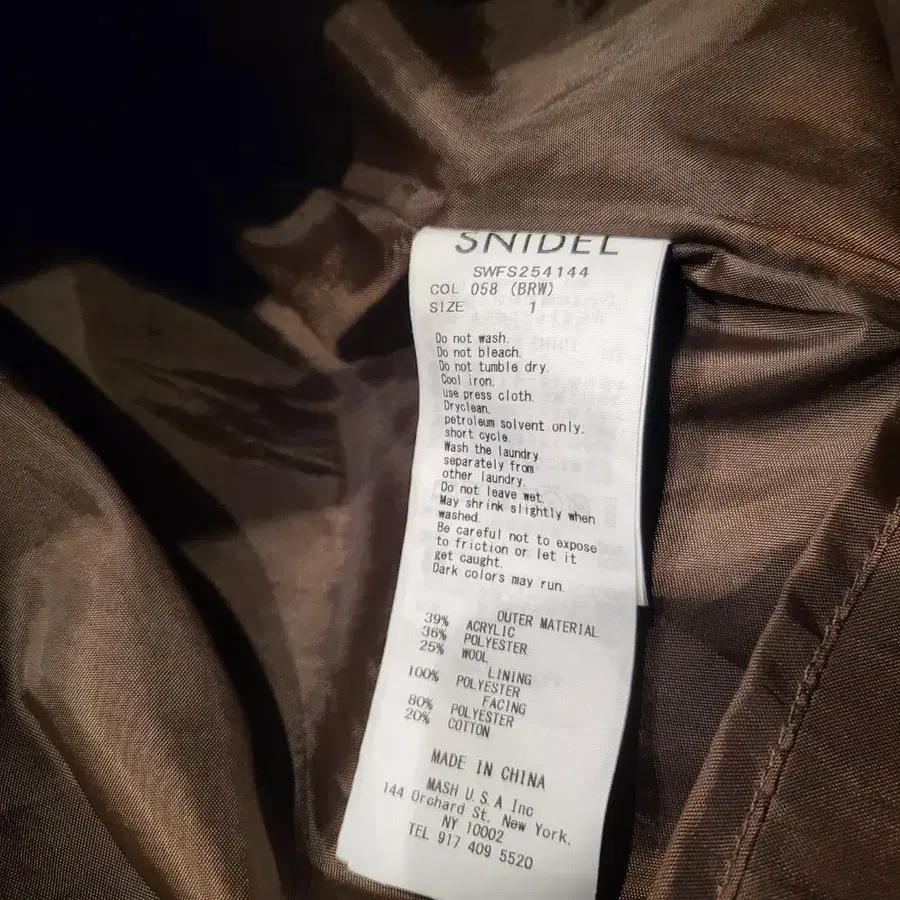 SNIDEL
SWFS254144
COL 058 (BRW)
SIZE 1
Do not wash.
Do not bleach.
Do not tumble dry.
Cool iron.
use press cloth.
Dryclean.
petroleum solvent only.
short cycle.
Wash the laundry
separately from
other laundry.
Do not leave wet.
May shrink slightly when
washed.
Be careful not to expose
to friction or let it
get caught.
Dark colors may run.
OUTER MATERIAL
39% ACRYLIC
36% POLYESTER
25% WOOL
LINING
100% POLYESTER
FACING
80% POLYESTER
20% COTTON
MADE IN CHINA
MASH U.S.A Inc
144 Orchard St. New York.
NY 10002
TEL 917 409 5520